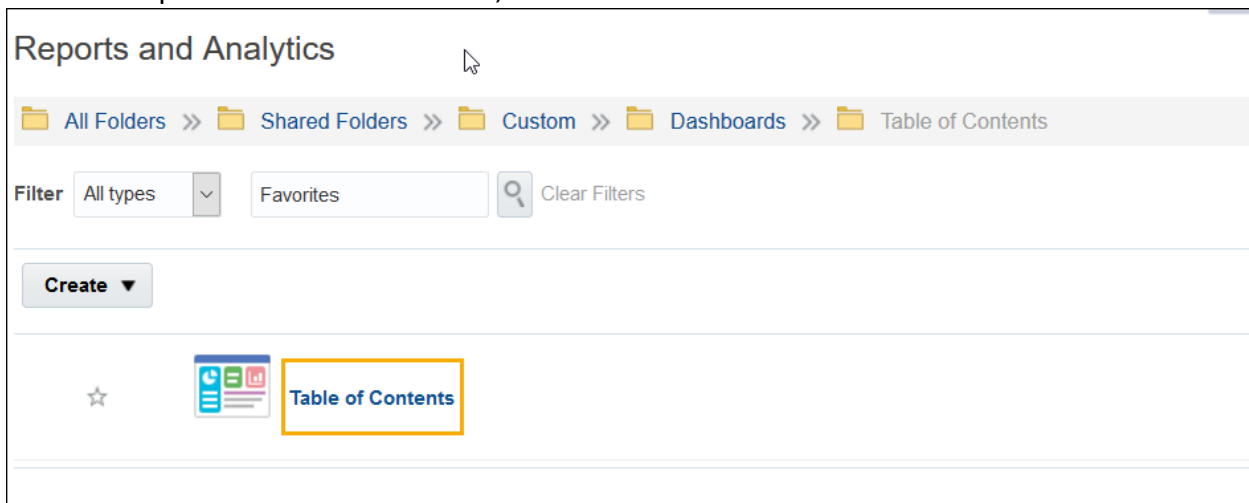 Reports and Analytics
All Folders » Shared Folders » Custom » Dashboards » Table of Contents
Filter All types Favorites Clear Filters
Create ▼
Table of Contents